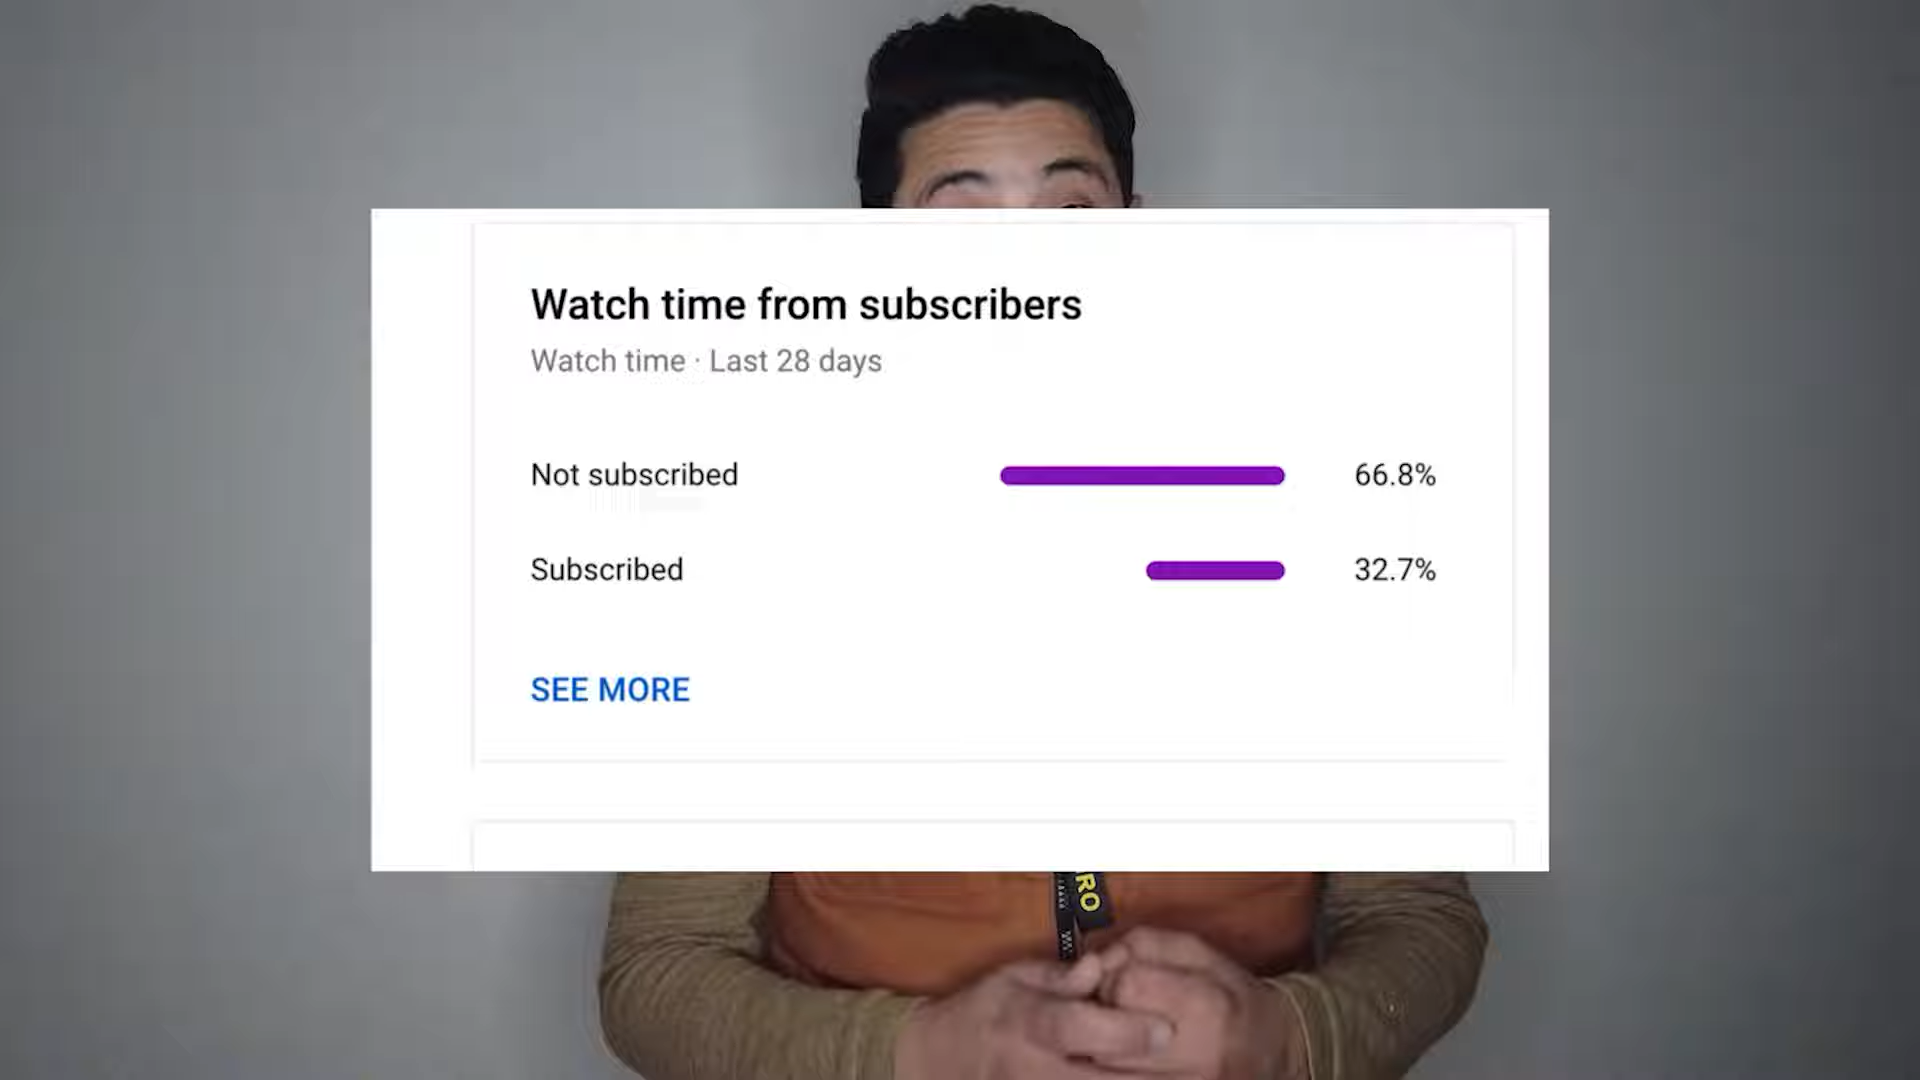 Watch time from subscribers
Watch time · Last 28 days
Not subscribed 66.8%
Subscribed 32.7%
SEE MORE
RO